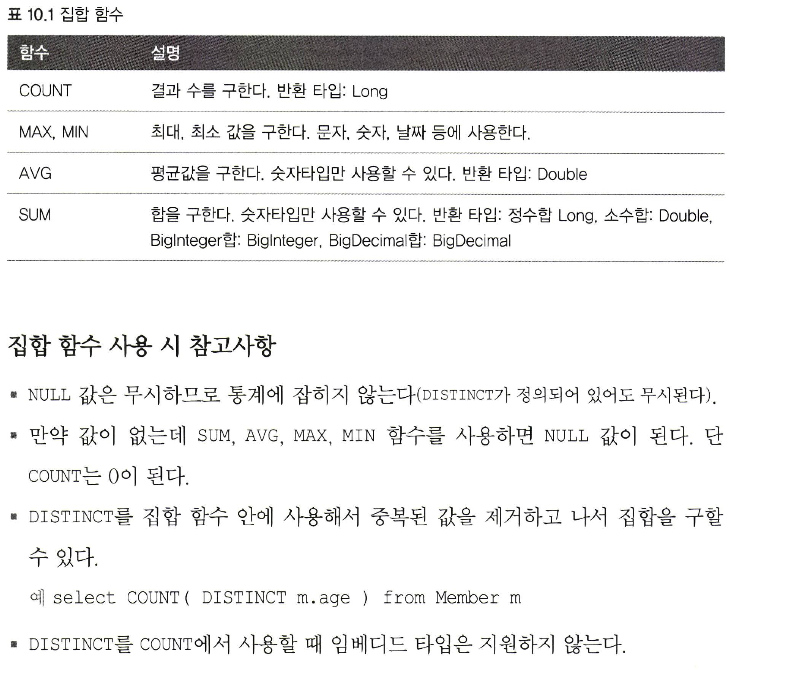 표 10.1 집합 함수
함수 설명
COUNT 결과 수를 구한다. 반환 타입: Long
MAX, MIN 최대, 최소 값을 구한다. 문자, 숫자, 날짜 등에 사용한다.
AVG 평균값을 구한다. 숫자타입만 사용할 수 있다. 반환 타입: Double
SUM 합을 구한다. 숫자타입만 사용할 수 있다. 반환 타입: 정수합 Long, 소수합: Double,
BigInteger합: BigInteger, BigDecimal합: BigDecimal
집합 함수 사용 시 참고사항
▪ NULL 값은 무시하므로 통계에 잡히지 않는다(DISTINCT가 정의되어 있어도 무시된다).
▪ 만약 값이 없는데 SUM, AVG, MAX, MIN 함수를 사용하면 NULL 값이 된다. 단
COUNT는 0이 된다.
▪ DISTINCT를 집합 함수 안에 사용해서 중복된 값을 제거하고 나서 집합을 구할
수 있다.
예 select COUNT( DISTINCT m.age ) from Member m
▪ DISTINCT를 COUNT에서 사용할 때 임베디드 타입은 지원하지 않는다.